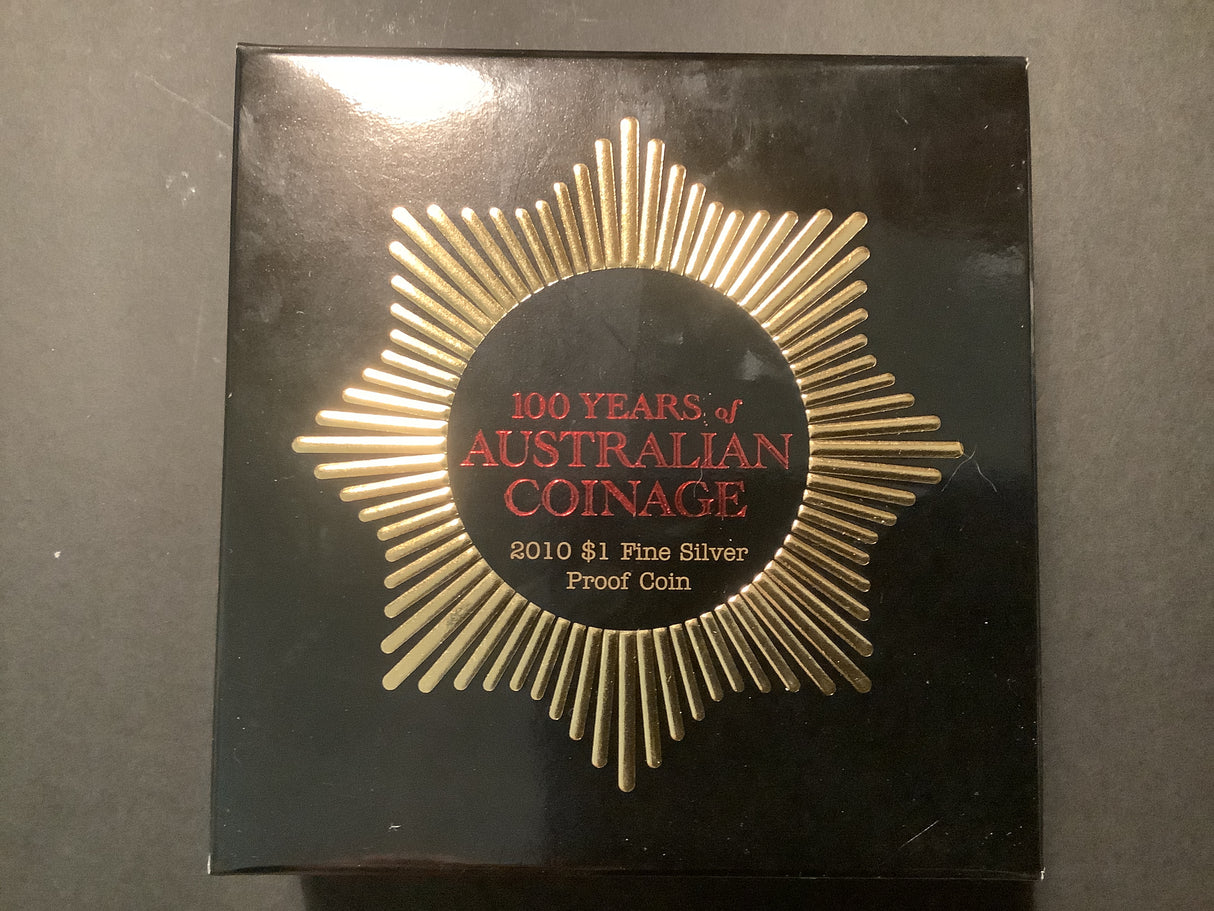 100 YEARS of
AUSTRALIAN
COINAGE
2010 $1 Fine Silver
Proof Coin